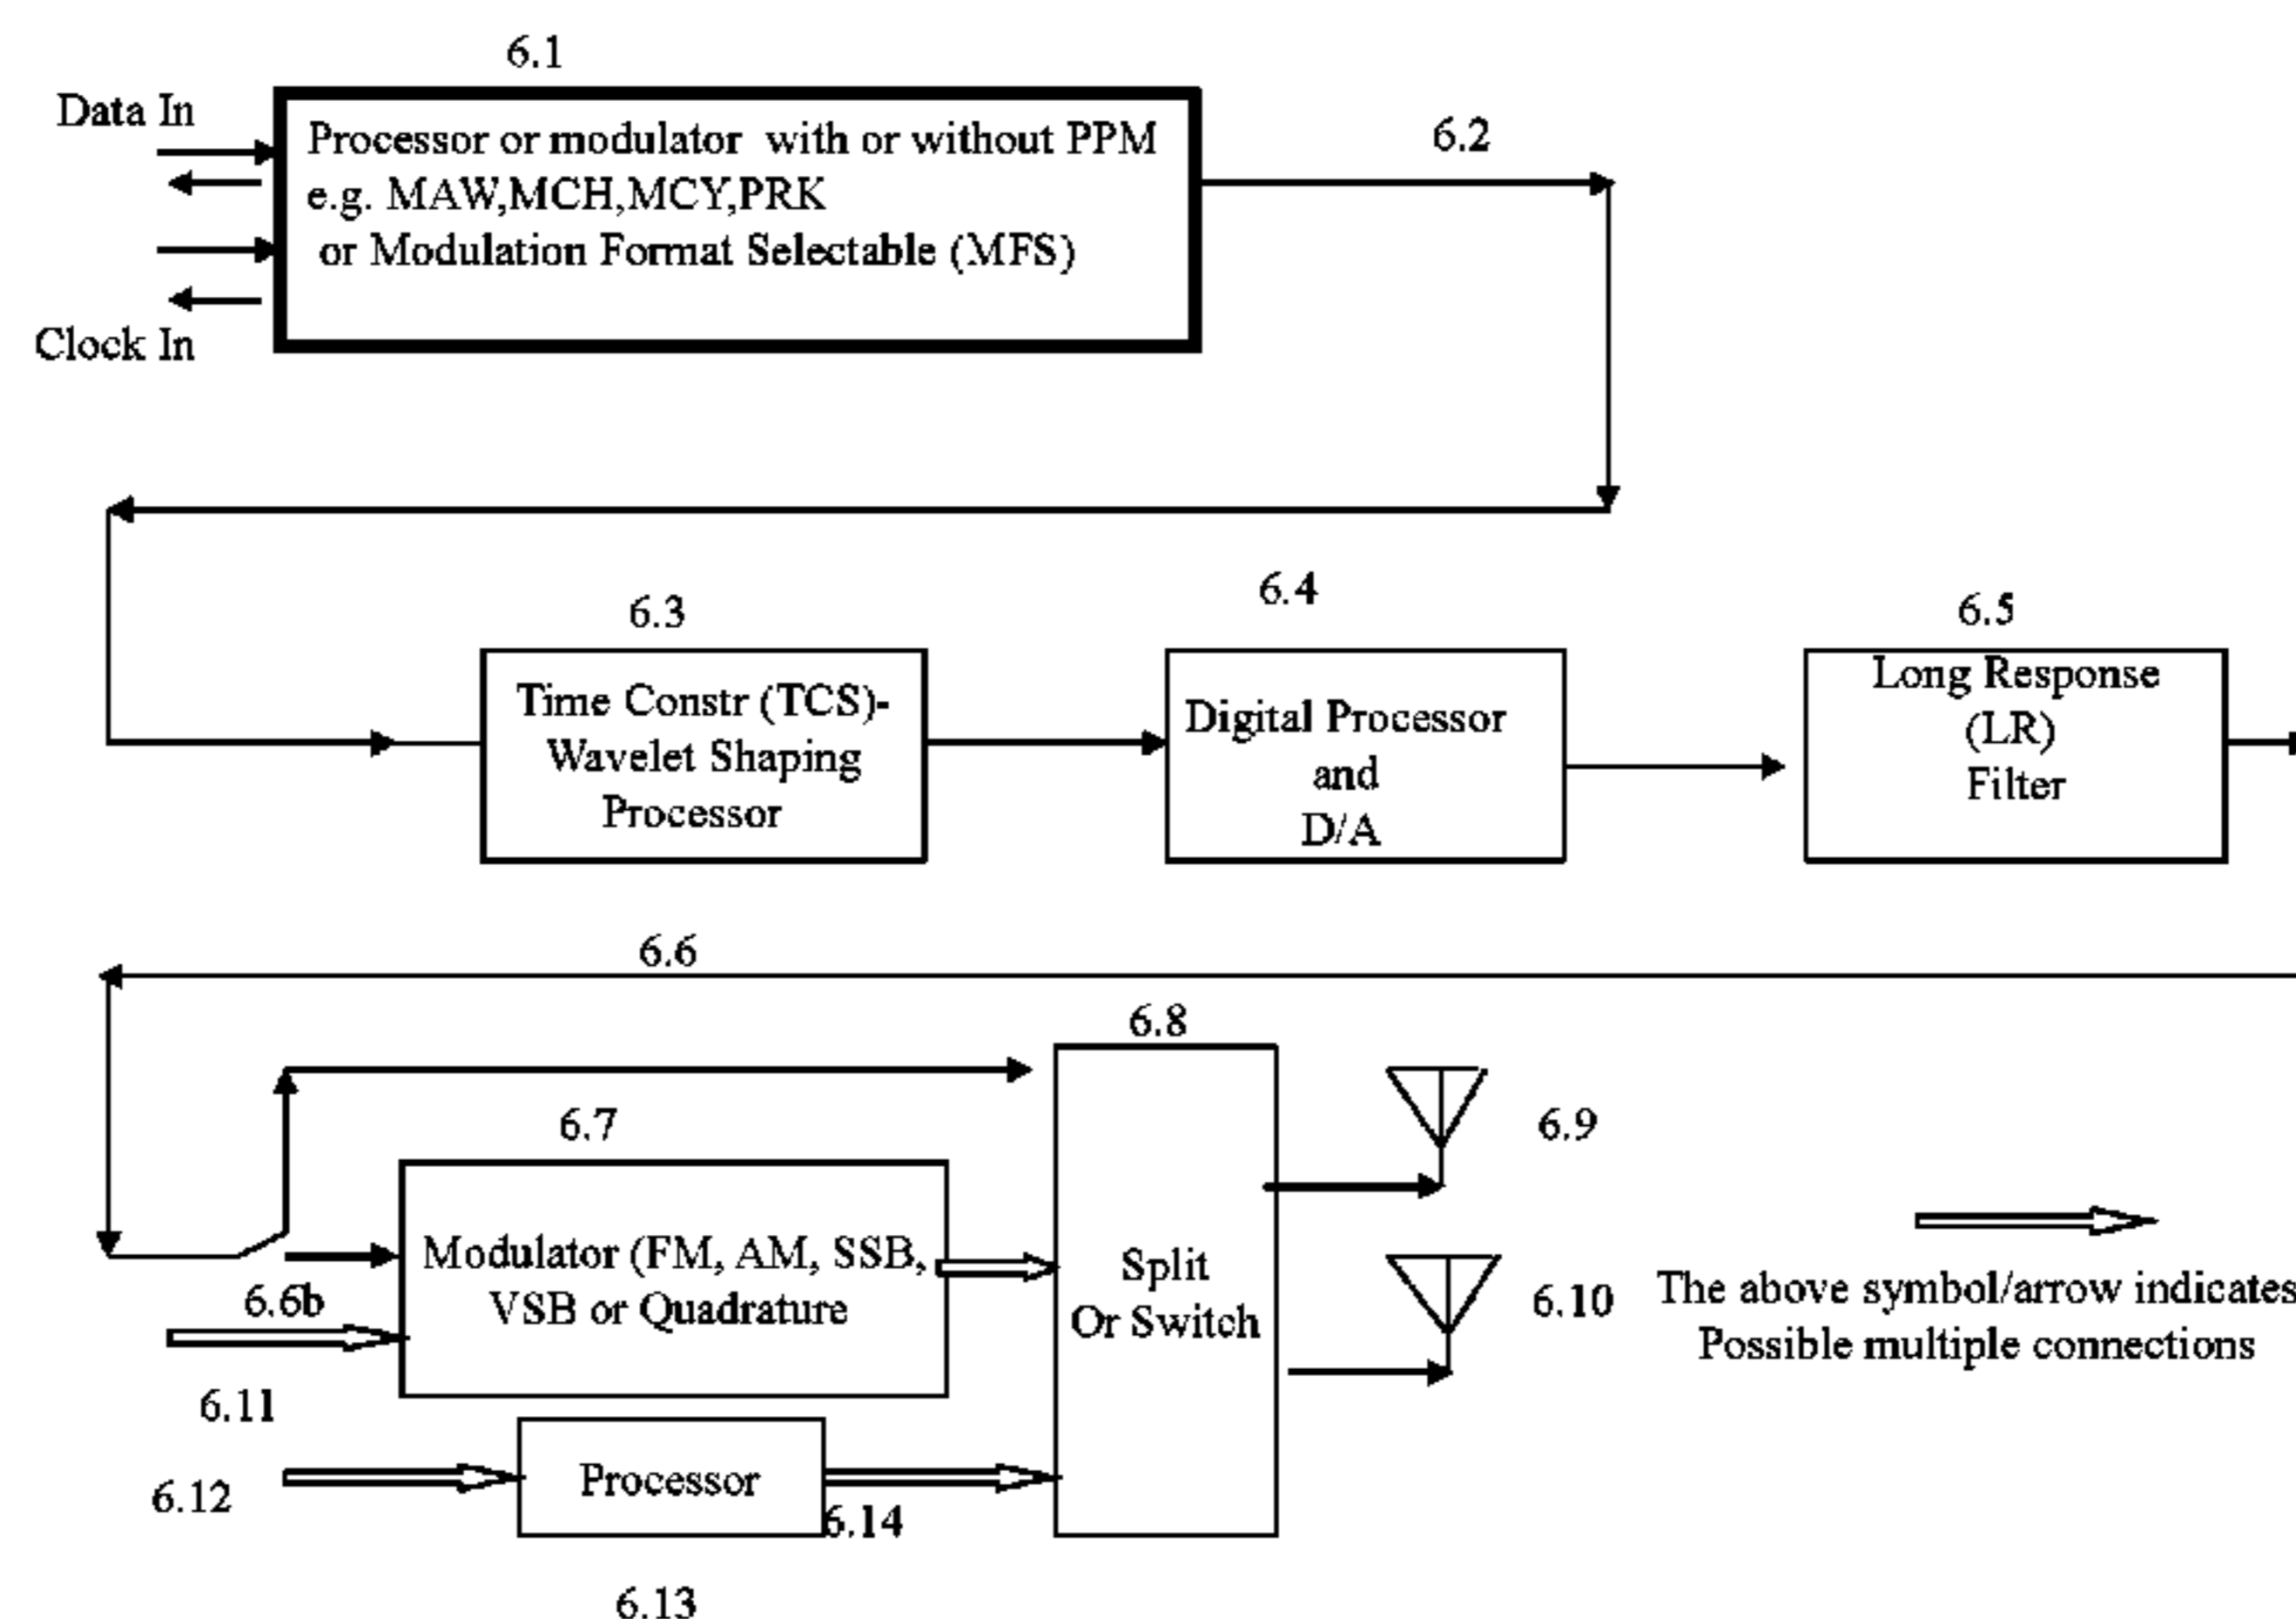 6.1
Data In
Processor or modulator with or without PPM
e.g. MAW,MCH,MCY,PRK
or Modulation Format Selectable (MFS)
Clock In
6.2
6.3
Time Constr (TCS)-
Wavelet Shaping
Processor
6.4
Digital Processor
and
D/A
6.5
Long Response
(LR)
Filter
6.6
6.8
6.7
6.9
Modulator (FM, AM, SSB,
VSB or Quadrature
Split
Or Switch
6.6b
6.10
The above symbol/arrow indicates
Possible multiple connections
6.11
6.12
Processor
6.14
6.13